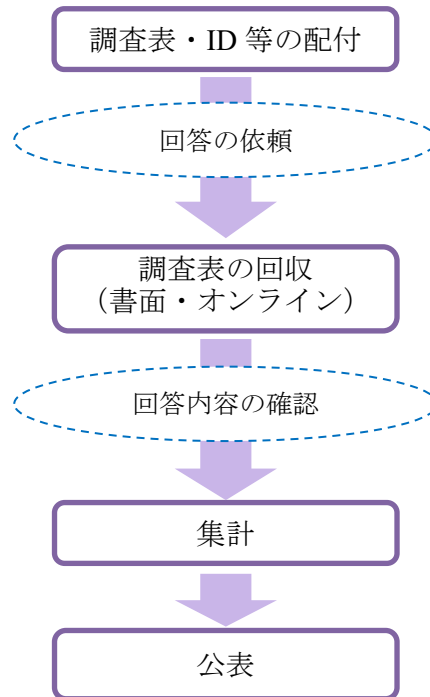 調査表・ID 等の配付
回答の依頼
調査表の回収
（書面・オンライン）
回答内容の確認
集計
公表